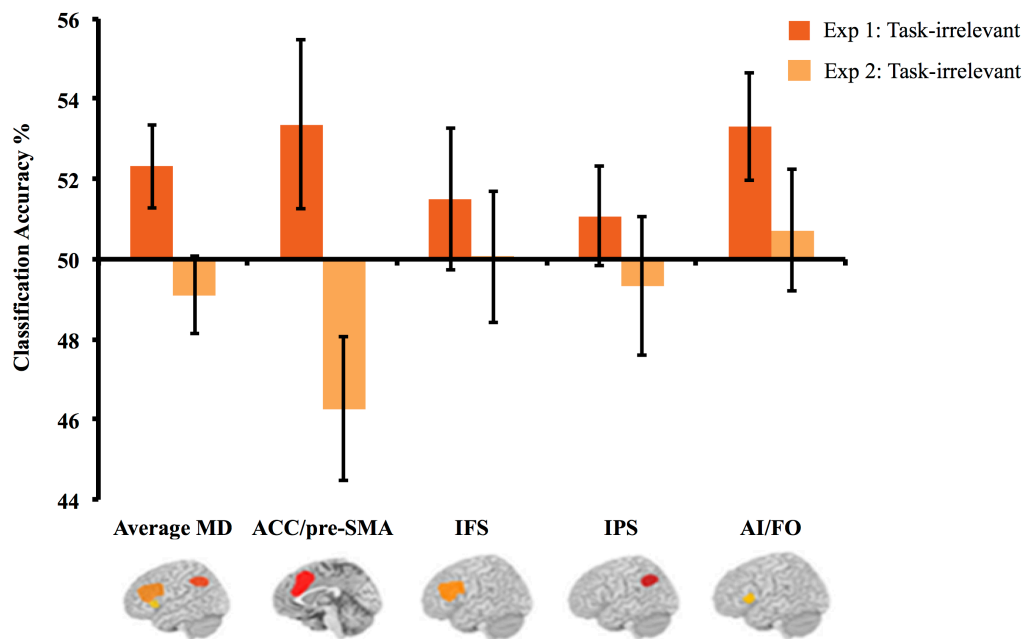 56
54
52
50
48
46
44
Classification Accuracy %
Exp 1: Task-irrelevant
Exp 2: Task-irrelevant
Average MD
ACC/pre-SMA
IFS
IPS
AI/FO